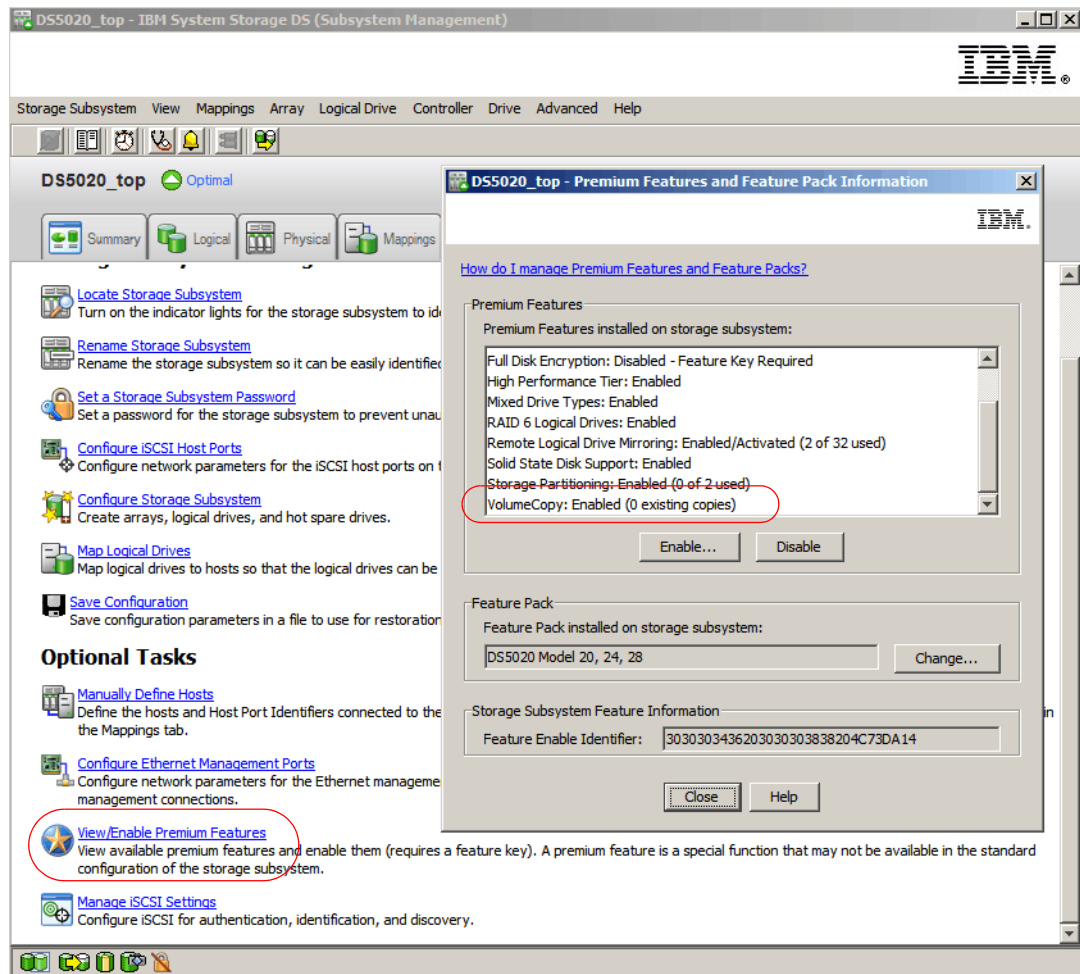 DS5020_top - IBM System Storage DS (Subsystem Management)
IBM®
Storage Subsystem View Mappings Array Logical Drive Controller Drive Advanced Help
DS5020_top Optimal
Summary Logical Physical Mappings
Locate Storage Subsystem
Turn on the indicator lights for the storage subsystem to
Rename Storage Subsystem
Rename the storage subsystem so it can be easily
Set a Storage Subsystem Password
Set a password for the storage subsystem to prevent
Configure iSCSI Host Ports
Configure network parameters for the iSCSI host ports on
Configure Storage Subsystem
Create arrays, logical drives, and hot spare drives.
Map Logical Drives
Map logical drives to hosts so that the logical drives can be
Save Configuration
Save configuration parameters in a file to use for restoration
Optional Tasks
Manually Define Hosts
Define the hosts and Host Port Identifiers connected to the in
the Mappings tab.
Configure Ethernet Management Ports
Configure network parameters for the Ethernet
management connections.
View/Enable Premium Features
View available premium features and enable them (requires a feature key). A premium feature is a special function that may not be available in the standard
configuration of the storage subsystem.
Manage iSCSI Settings
Configure iSCSI for authentication, identification, and discovery.
DS5020_top - Premium Features and Feature Pack Information
IBM.
How do I manage Premium Features and Feature Packs?
Premium Features
Premium Features installed on storage subsystem:
Full Disk Encryption: Disabled - Feature Key Required
High Performance Tier: Enabled
Mixed Drive Types: Enabled
RAID 6 Logical Drives: Enabled
Remote Logical Drive Mirroring: Enabled/Activated (2 of 32 used)
Solid State Disk Support: Enabled
Storage Partitioning: Enabled (0 of 2 used)
VolumeCopy: Enabled (0 existing copies)
Enable... Disable
Feature Pack
Feature Pack installed on storage subsystem:
DS5020 Model 20, 24, 28 Change...
Storage Subsystem Feature Information
Feature Enable Identifier: 3030303436203030303838204C73DA14
Close Help